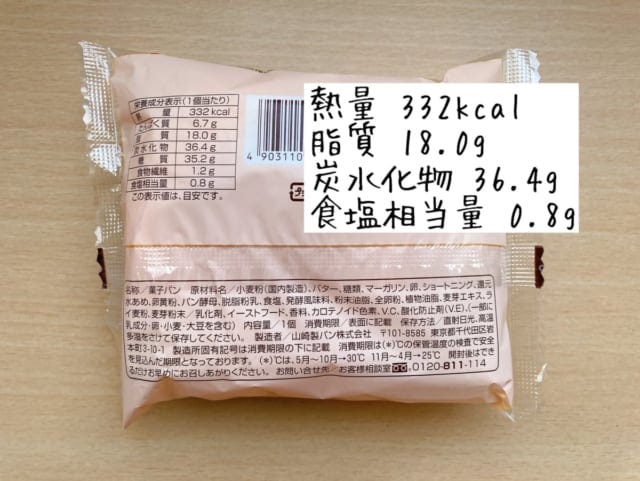 栄養成分表示(1個当たり)
熱 量 332kcal
たんぱく質 6.7g
脂 質 18.0g
炭水化物 36.4g
糖 質 35.2g
食物繊維 1.2g
食塩相当量 0.8g
この表示値は、目安です。
4 903110
熱量 332kcal
脂質 18.0g
炭水化物 36.4g
食塩相当量 0.8g
名称/菓子パン 原材料名/小麦粉(国内製造)、バター、糖類、マーガリン、卵、ショートニング、還元
水あめ、卵黄粉、パン酵母、脱脂粉乳、食塩、発酵風味料、粉末油脂、全卵粉、植物油脂、麦芽エキス、ラ
イ麦粉、麦芽粉末/乳化剤、イーストフード、香料、カロテノイド色素、V.C、酸化防止剤(V.E)、(一部に
乳成分・卵・小麦・大豆を含む) 内容量/1個 消費期限/表面に記載 保存方法/直射日光、高温
多湿をさけて保存してください。 製造者/山崎製パン株式会社 〒101-8585 東京都千代田区岩
本町3-10-1 製造所固有記号は消費期限の下に記載 消費期限は(*)℃の保管温度の検査で安全
を見込んだ期限となっております。(*)℃は、5月~10月→30℃ 11月~4月→25℃ 開封後はでき
るだけお早めにお召しあがりください。 お問い合せ先/お客様相談室 0120-811-114